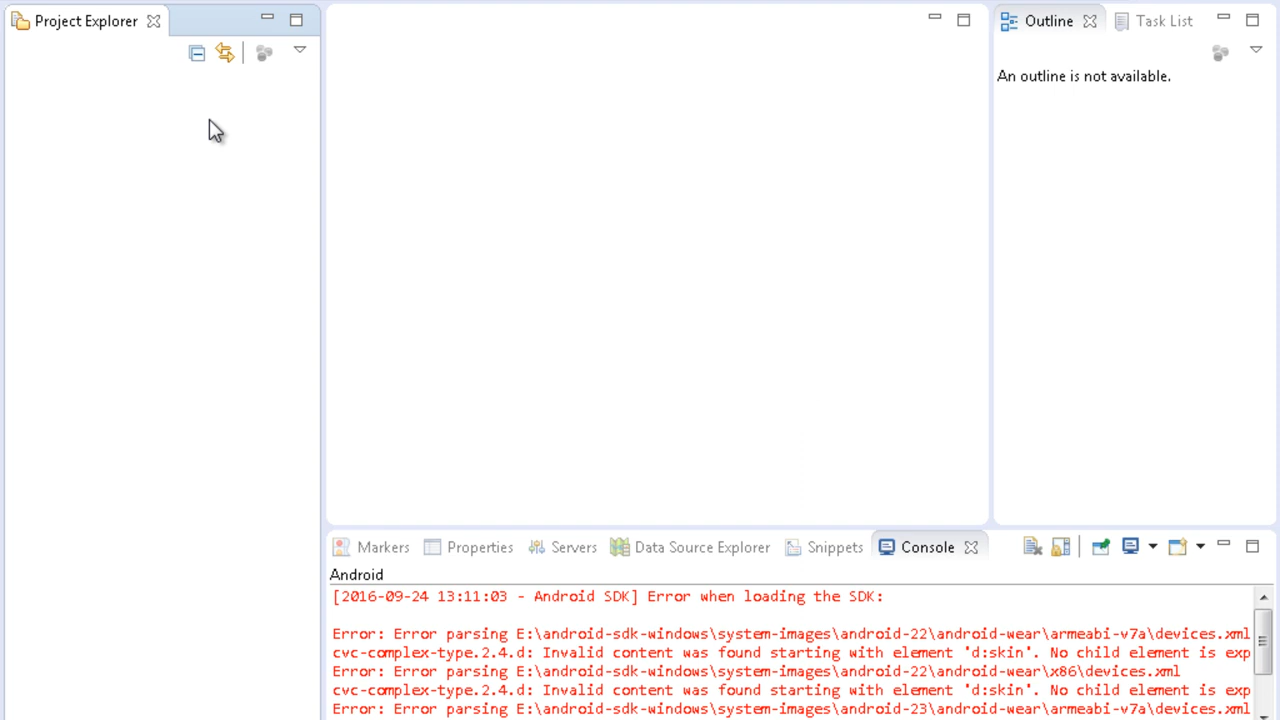 Project Explorer
Outline
Task List
An outline is not available.
Markers
Properties
Servers
Data Source Explorer
Snippets
Console
Android
[2016-09-24 13:11:03 - Android SDK] Error when loading the SDK:
Error: Error parsing E:\android-sdk-windows\system-images\android-22\android-wear\armeabi-v7a\devices.xml
cvc-complex-type.2.4.d: Invalid content was found starting with element 'd:skin'. No child element is exp
Error: Error parsing E:\android-sdk-windows\system-images\android-22\android-wear\x86\devices.xml
cvc-complex-type.2.4.d: Invalid content was found starting with element 'd:skin'. No child element is exp
Error: Error parsing E:\android-sdk-windows\system-images\android-23\android-wear\armeabi-v7a\devices.xml